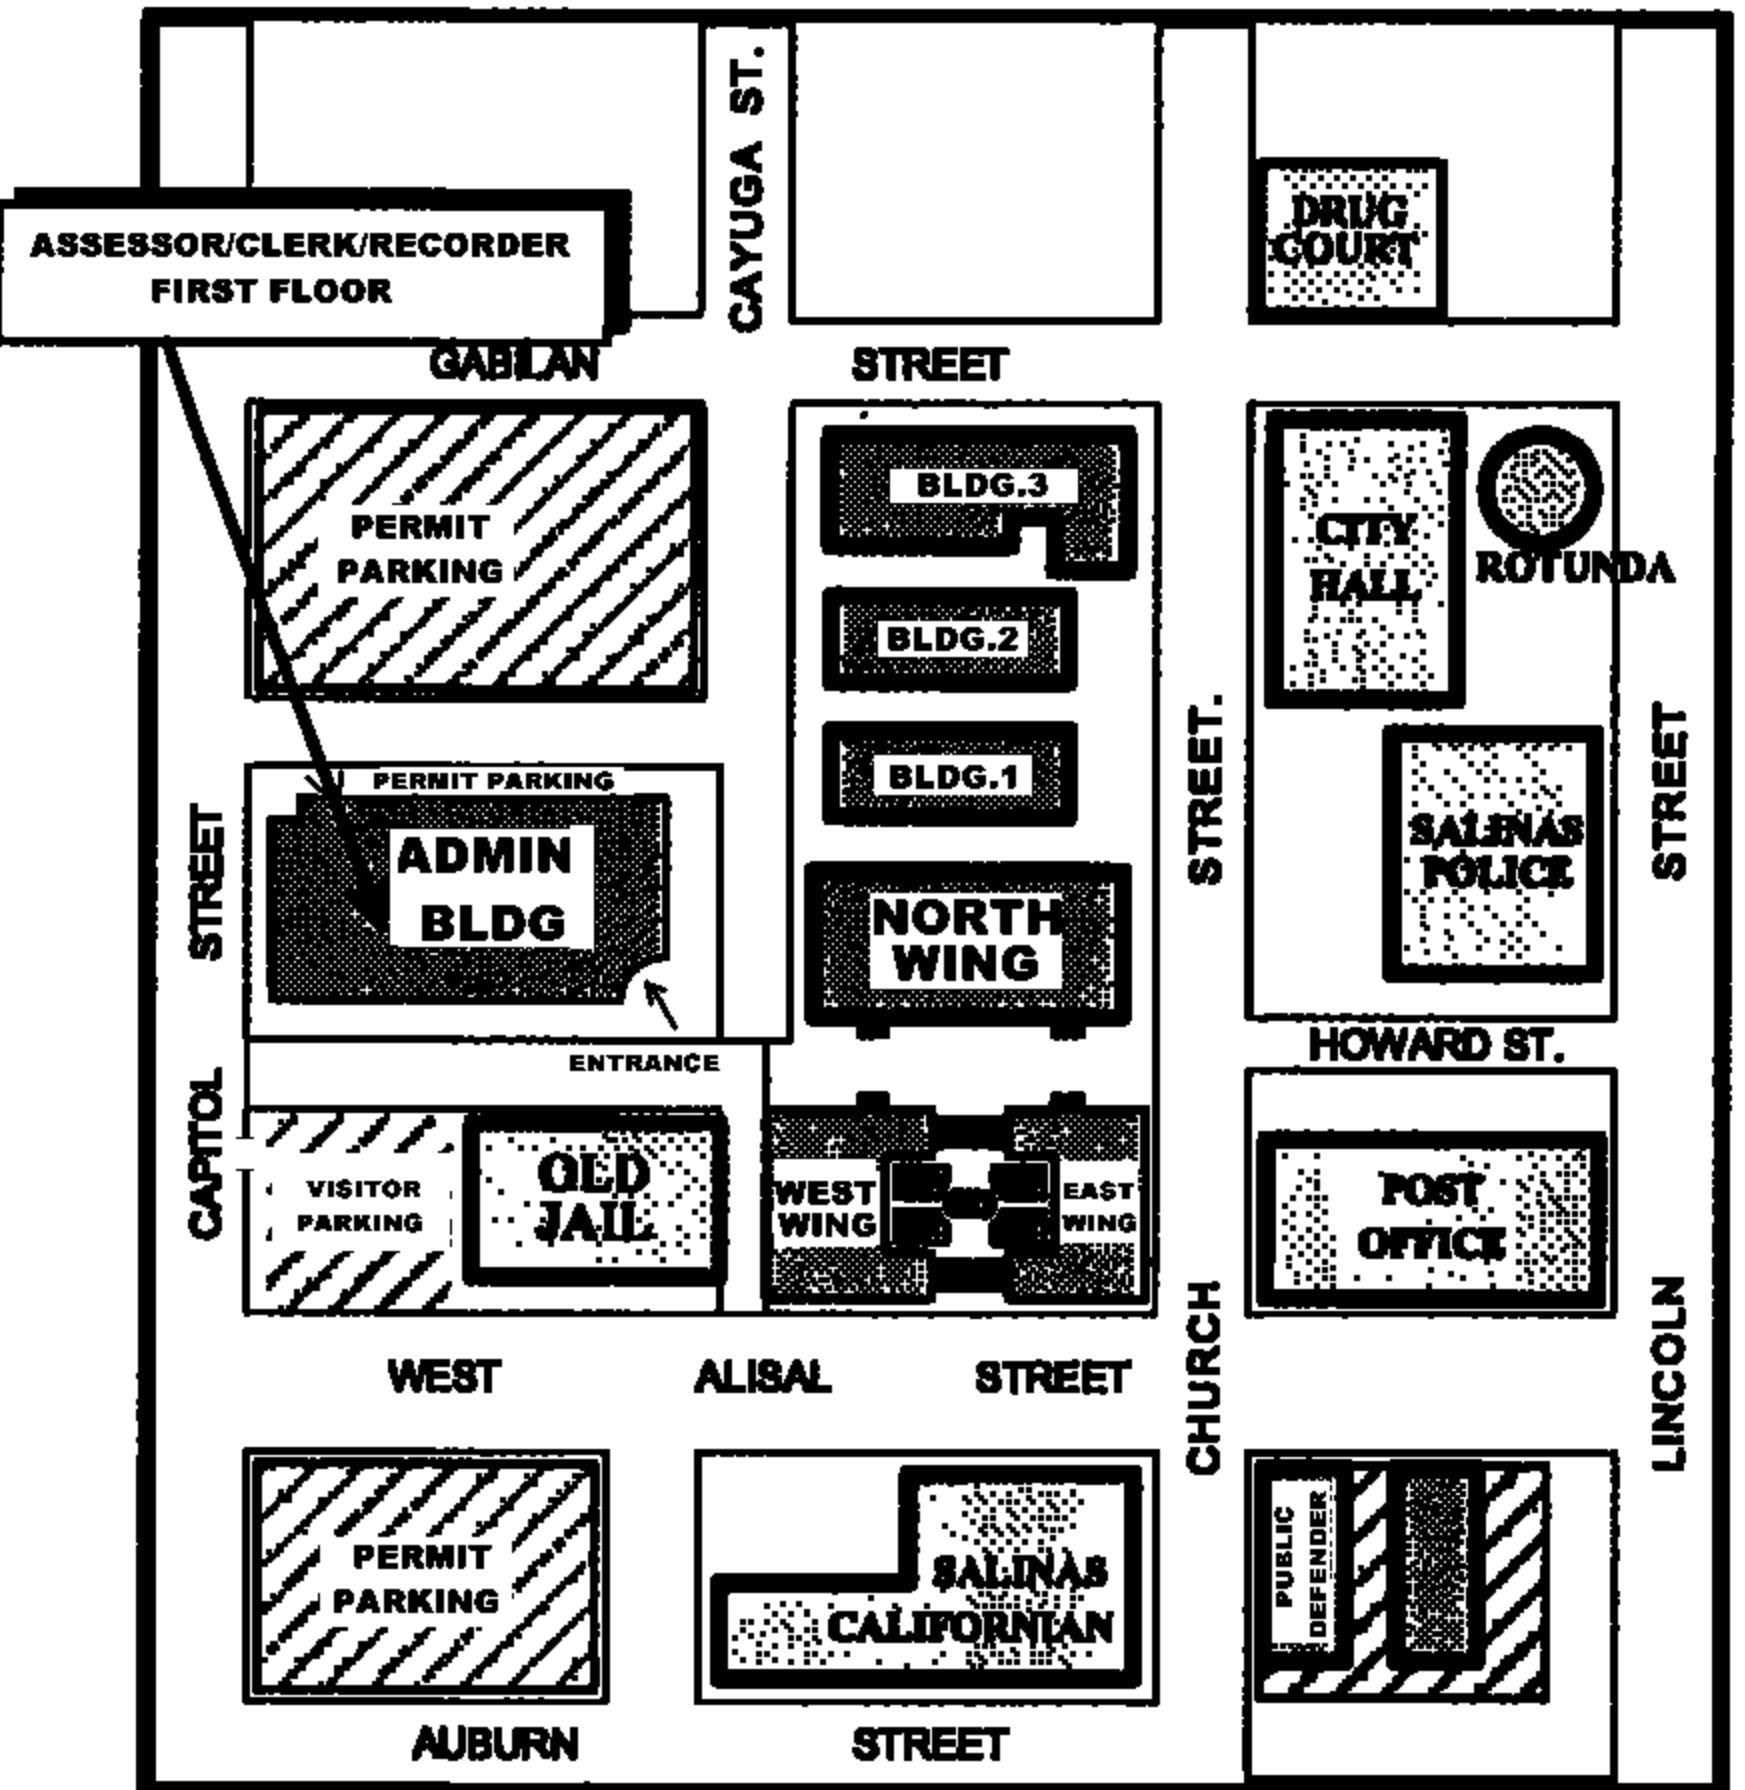 CAYUGA ST.
DRUG
COURT
ASSESSOR/CLERK/RECORDER
FIRST FLOOR
GABILAN STREET
PERMIT
PARKING
BLDG.3
CITY
HALL
ROTUNDA
BLDG.2
BLDG.1
PERMIT PARKING
ADMIN
BLDG
NORTH
WING
SALINAS
POLICE
CAPITOL STREET
CHURCH STREET.
LINCOLN STREET
HOWARD ST.
ENTRANCE
VISITOR
PARKING
OLD
JAIL
WEST
WING
EAST
WING
POST
OFFICE
WEST ALISAL STREET
PERMIT
PARKING
SALINAS
CALIFORNIAN
PUBLIC
DEFENDER
AUBURN STREET